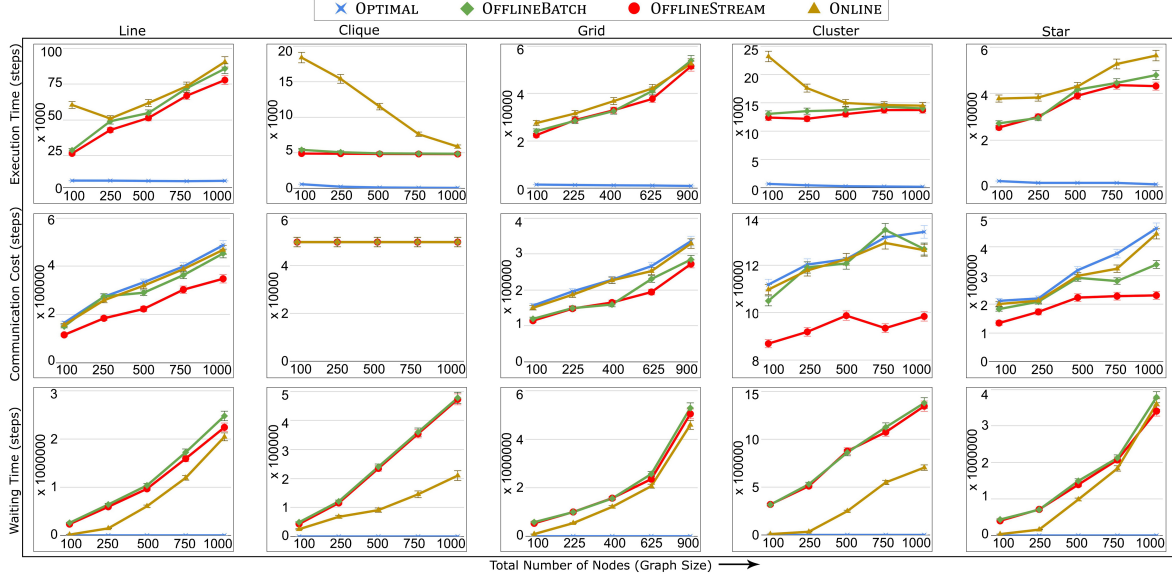 OPTIMAL OFFLINEBATCH OFFLINESTREAM ONLINE
Line Clique Grid Cluster Star
Execution Time (steps)
x 1000
100
75
50
25
0
100 250 500 750 1000
x 1000
20
15
10
5
0
100 250 500 750 1000
x 100000
6
4
2
0
100 225 400 625 900
x 1000
25
20
15
10
5
0
100 250 500 750 1000
x 100000
6
4
2
0
100 250 500 750 1000
Communication Cost (steps)
x 100000
6
4
2
0
100 250 500 750 1000
x 10000
6
5
4
3
2
1
0
100 250 500 750 1000
x 100000
4
3
2
1
0
100 225 400 625 900
x 10000
14
12
10
8
100 250 500 750 1000
x 100000
5
4
3
2
1
0
100 250 500 750 1000
Waiting Time (steps)
x 1000000
3
2
1
0
100 250 500 750 1000
x 100000
5
4
3
2
1
0
100 250 500 750 1000
x 1000000
6
4
2
0
100 225 400 625 900
x 10000
15
10
5
0
100 250 500 750 1000
x 1000000
4
3
2
1
0
100 250 500 750 1000
Total Number of Nodes (Graph Size)